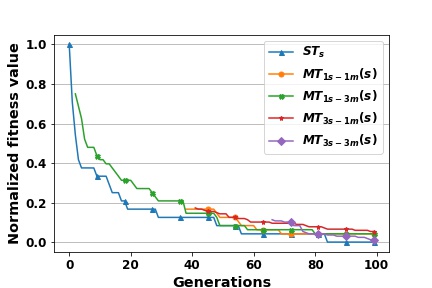 Normalized fitness value
1.0
0.8
0.6
0.4
0.2
0.0
0
20
40
60
80
100
Generations
STₛ
MT₁ₛ₋₁ₘ(s)
MT₁ₛ₋₃ₘ(s)
MT₃ₛ₋₁ₘ(s)
MT₃ₛ₋₃ₘ(s)